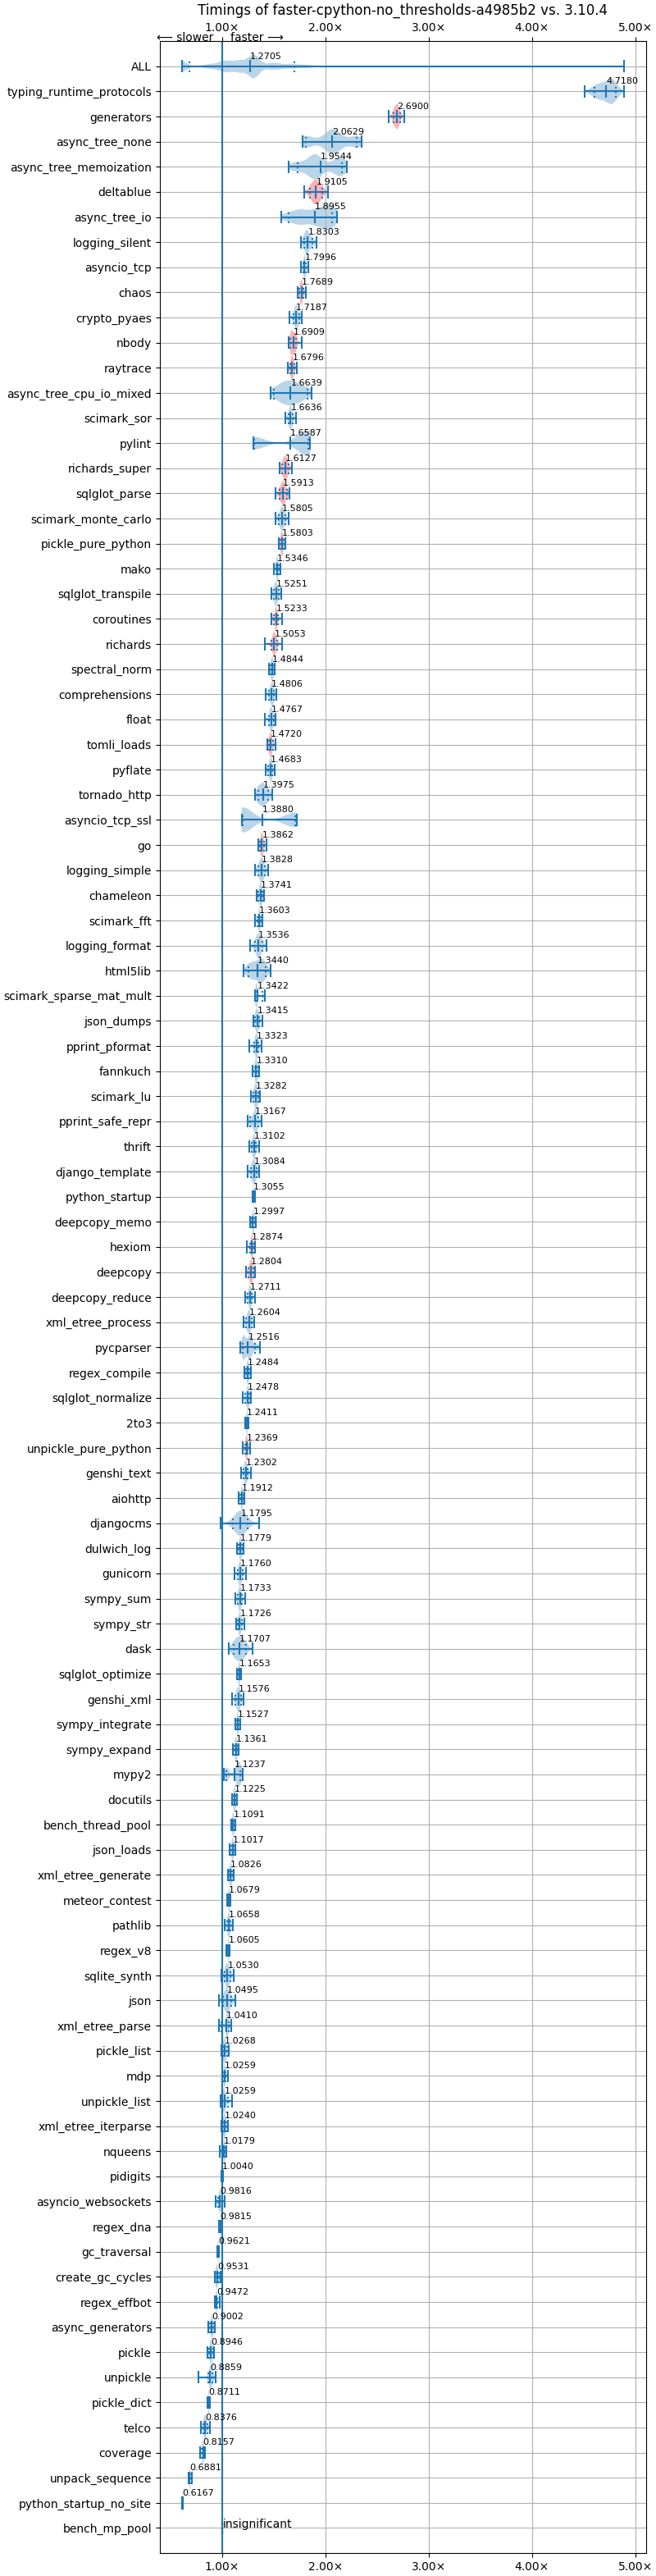 Timings of faster-cpython-no_thresholds-a4985b2 vs. 3.10.4
1.00× 2.00× 3.00× 4.00× 5.00×
⟵ slower faster ⟶
ALL 1.2705
typing_runtime_protocols 4.7180
generators 2.6900
async_tree_none 2.0629
async_tree_memoization 1.9544
deltablue 1.9105
async_tree_io 1.8955
logging_silent 1.8303
asyncio_tcp 1.7996
chaos 1.7689
crypto_pyaes 1.7187
nbody 1.6909
raytrace 1.6796
async_tree_cpu_io_mixed 1.6639
scimark_sor 1.6636
pylint 1.6587
richards_super 1.6127
sqlglot_parse 1.5913
scimark_monte_carlo 1.5805
pickle_pure_python 1.5803
mako 1.5346
sqlglot_transpile 1.5251
coroutines 1.5233
richards 1.5053
spectral_norm 1.4844
comprehensions 1.4806
float 1.4767
tomli_loads 1.4720
pyflate 1.4683
tornado_http 1.3975
asyncio_tcp_ssl 1.3880
go 1.3862
logging_simple 1.3828
chameleon 1.3741
scimark_fft 1.3603
logging_format 1.3536
html5lib 1.3440
scimark_sparse_mat_mult 1.3422
json_dumps 1.3415
pprint_pformat 1.3323
fannkuch 1.3310
scimark_lu 1.3282
pprint_safe_repr 1.3167
thrift 1.3102
django_template 1.3084
python_startup 1.3055
deepcopy_memo 1.2997
hexiom 1.2874
deepcopy 1.2804
deepcopy_reduce 1.2711
xml_etree_process 1.2604
pycparser 1.2516
regex_compile 1.2484
sqlglot_normalize 1.2478
2to3 1.2411
unpickle_pure_python 1.2369
genshi_text 1.2302
aiohttp 1.1912
djangocms 1.1795
dulwich_log 1.1779
gunicorn 1.1760
sympy_sum 1.1733
sympy_str 1.1726
dask 1.1707
sqlglot_optimize 1.1653
genshi_xml 1.1576
sympy_integrate 1.1527
sympy_expand 1.1361
mypy2 1.1237
docutils 1.1225
bench_thread_pool 1.1091
json_loads 1.1017
xml_etree_generate 1.0826
meteor_contest 1.0679
pathlib 1.0658
regex_v8 1.0605
sqlite_synth 1.0530
json 1.0495
xml_etree_parse 1.0410
pickle_list 1.0268
mdp 1.0259
unpickle_list 1.0259
xml_etree_iterparse 1.0240
nqueens 1.0179
pidigits 1.0040
asyncio_websockets 0.9816
regex_dna 0.9815
gc_traversal 0.9621
create_gc_cycles 0.9531
regex_effbot 0.9472
async_generators 0.9002
pickle 0.8946
unpickle 0.8859
pickle_dict 0.8711
telco 0.8376
coverage 0.8157
unpack_sequence 0.6881
python_startup_no_site 0.6167
bench_mp_pool insignificant
1.00× 2.00× 3.00× 4.00× 5.00×